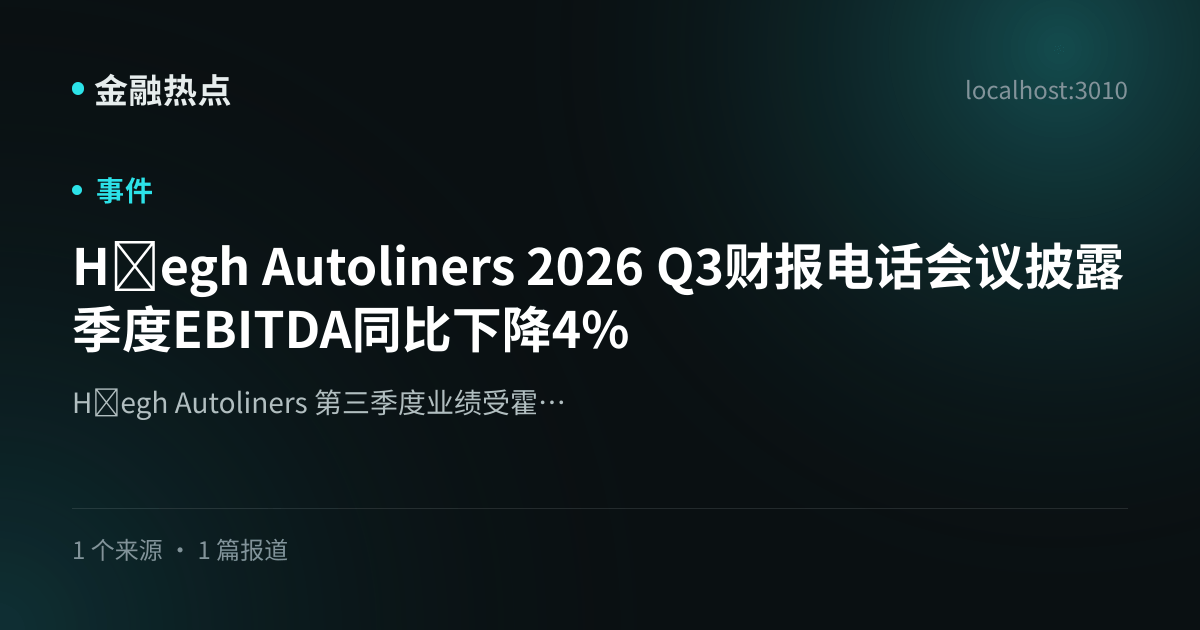 金融热点
localhost:3010
事件
H☒egh Autoliners 2026 Q3财报电话会议披露
季度EBITDA同比下降4%
H☒egh Autoliners 第三季度业绩受霍…
1 个来源 · 1 篇报道